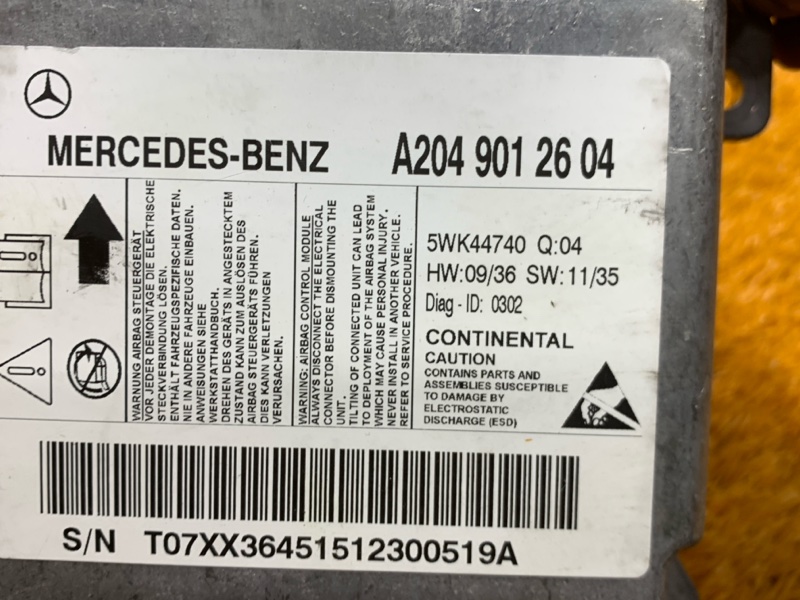 MERCEDES-BENZ A204 901 26 04
WARNUNG AIRBAG STEUERGERÄT
VOR JEDER DEMONTAGE DIE ELEKTRISCHE
STECKVERBINDUNG LÖSEN.
ENTHÄLT FAHRZEUGSPEZIFISCHE DATEN.
NIE IN ANDERE FAHRZEUGE EINBAUEN.
ANWEISUNGEN SIEHE
WERKSTATTHANDBUCH.
DREHEN DES GERÄTS IN ANGESTECKTEM
ZUSTAND KANN ZUM AUSLÖSEN DES
AIRBAG STEUERGERÄTS FÜHREN.
DIES KANN VERLETZUNGEN
VERURSACHEN.
WARNING: AIRBAG CONTROL MODULE
ALWAYS DISCONNECT THE ELECTRICAL
CONNECTOR BEFORE DISMOUNTING THE
UNIT.
TILTING OF CONNECTED UNIT CAN LEAD
TO DEPLOYMENT OF THE AIRBAG SYSTEM
WHICH MAY CAUSE PERSONAL INJURY.
NEVER INSTALL IN ANOTHER VEHICLE.
REFER TO SERVICE PROCEDURE.
5WK44740 Q:04
HW:09/36 SW:11/35
Diag - ID: 0302
CONTINENTAL
CAUTION
CONTAINS PARTS AND
ASSEMBLIES SUSCEPTIBLE
TO DAMAGE BY
ELECTROSTATIC
DISCHARGE (ESD)
S/N T07XX36451512300519A